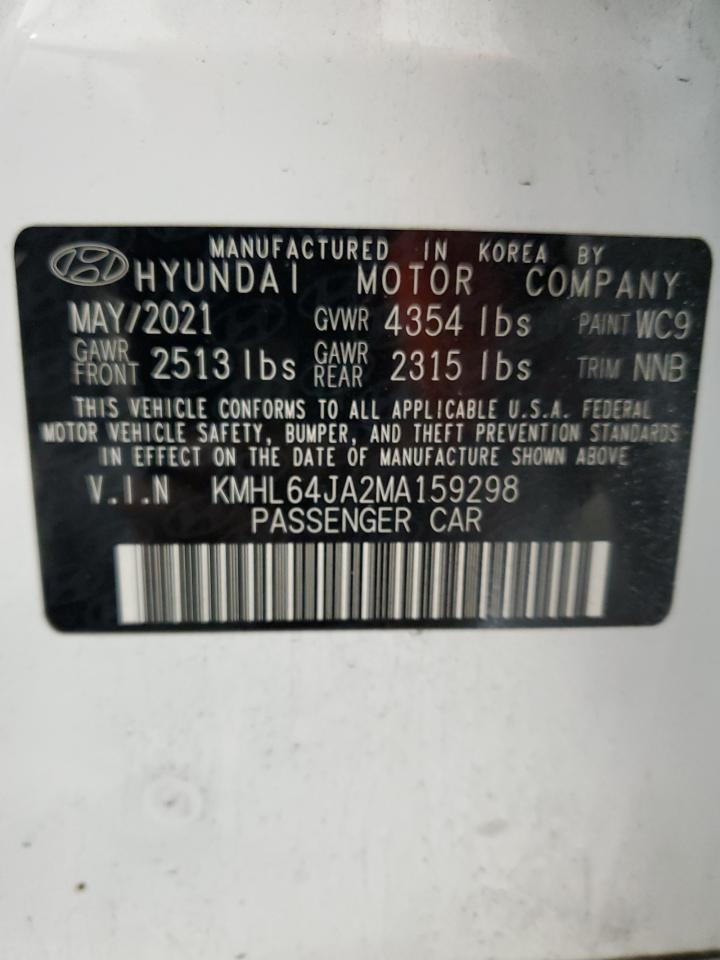 MANUFACTURED IN KOREA BY
HYUNDAI MOTOR COMPANY
MAY/2021 GVWR 4354 lbs PAINT WC9
GAWR FRONT 2513 lbs GAWR REAR 2315 lbs TRIM NNB
THIS VEHICLE CONFORMS TO ALL APPLICABLE U.S.A. FEDERAL
MOTOR VEHICLE SAFETY, BUMPER, AND THEFT PREVENTION STANDARDS
IN EFFECT ON THE DATE OF MANUFACTURE SHOWN ABOVE.
V.I.N KMHL64JA2MA159298
PASSENGER CAR